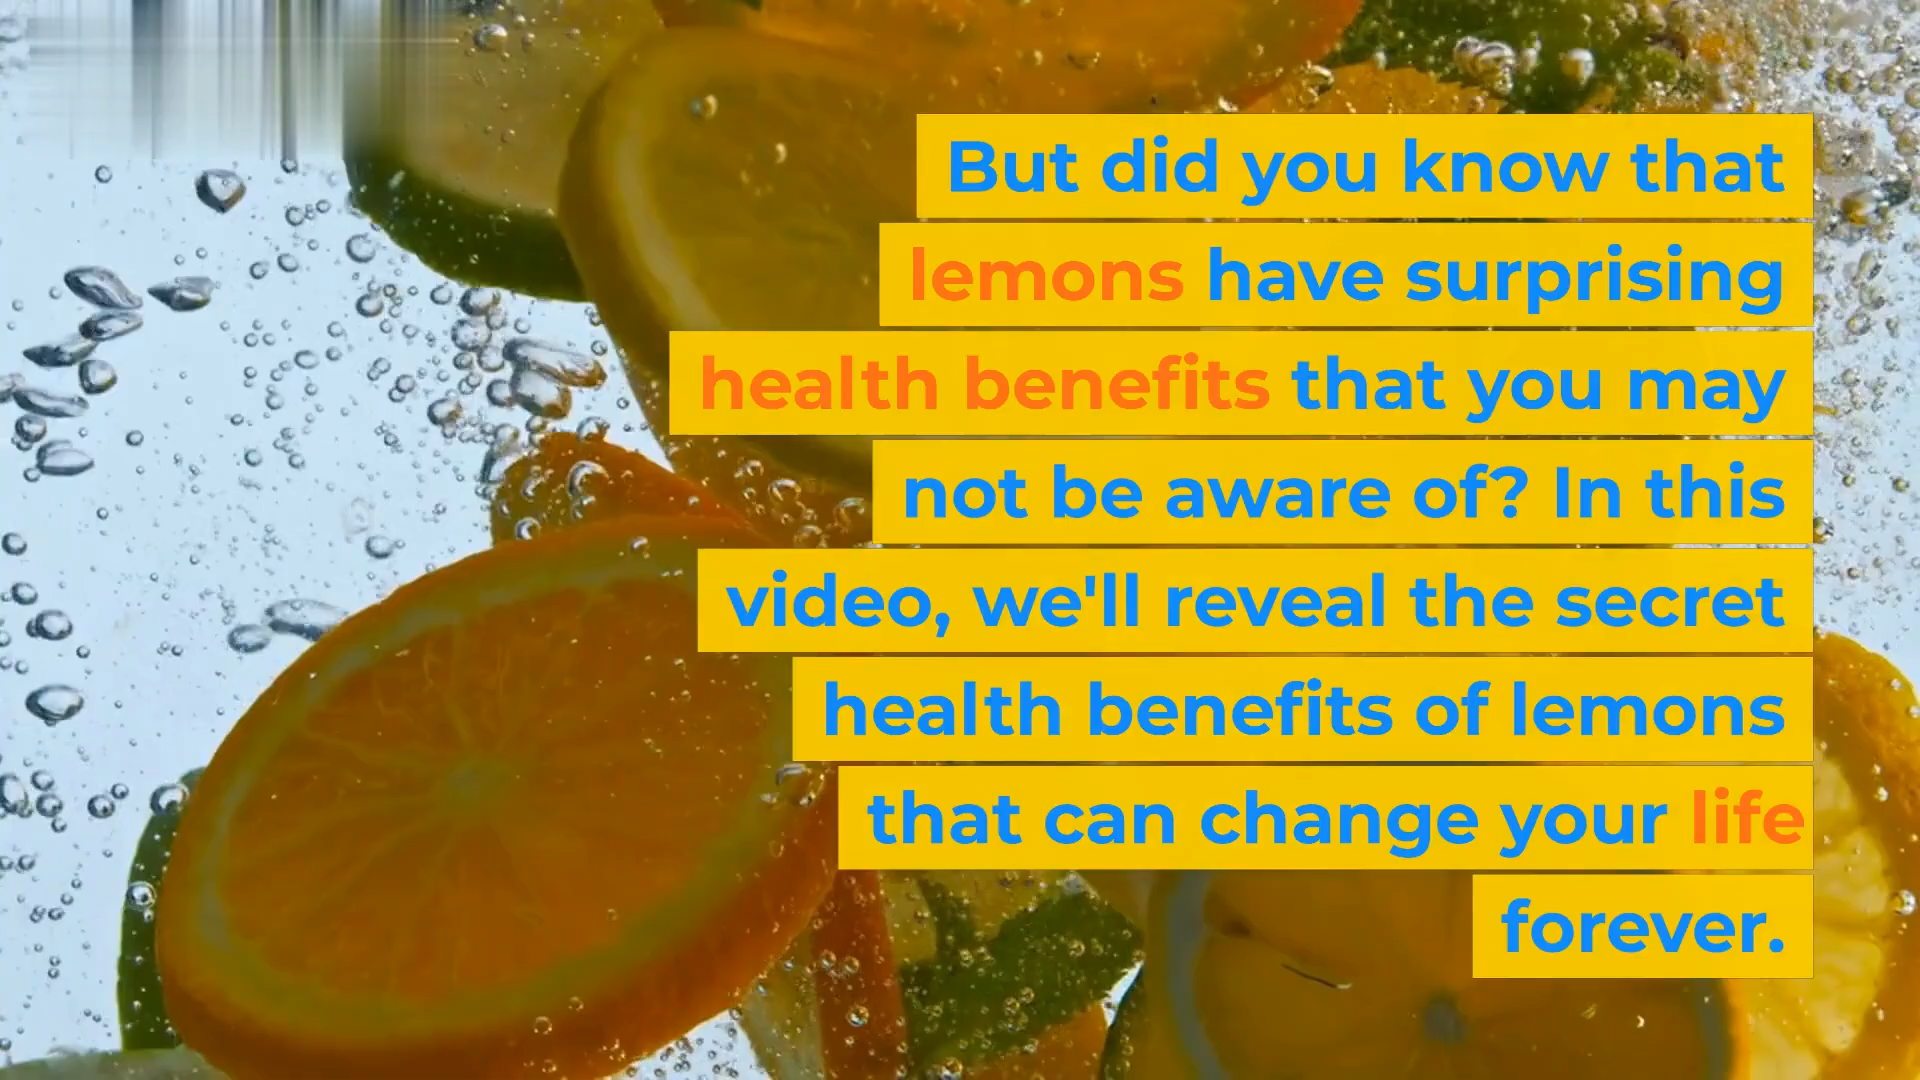 But did you know that
lemons have surprising
health benefits that you may
not be aware of? In this
video, we'll reveal the secret
health benefits of lemons
that can change your life
forever.